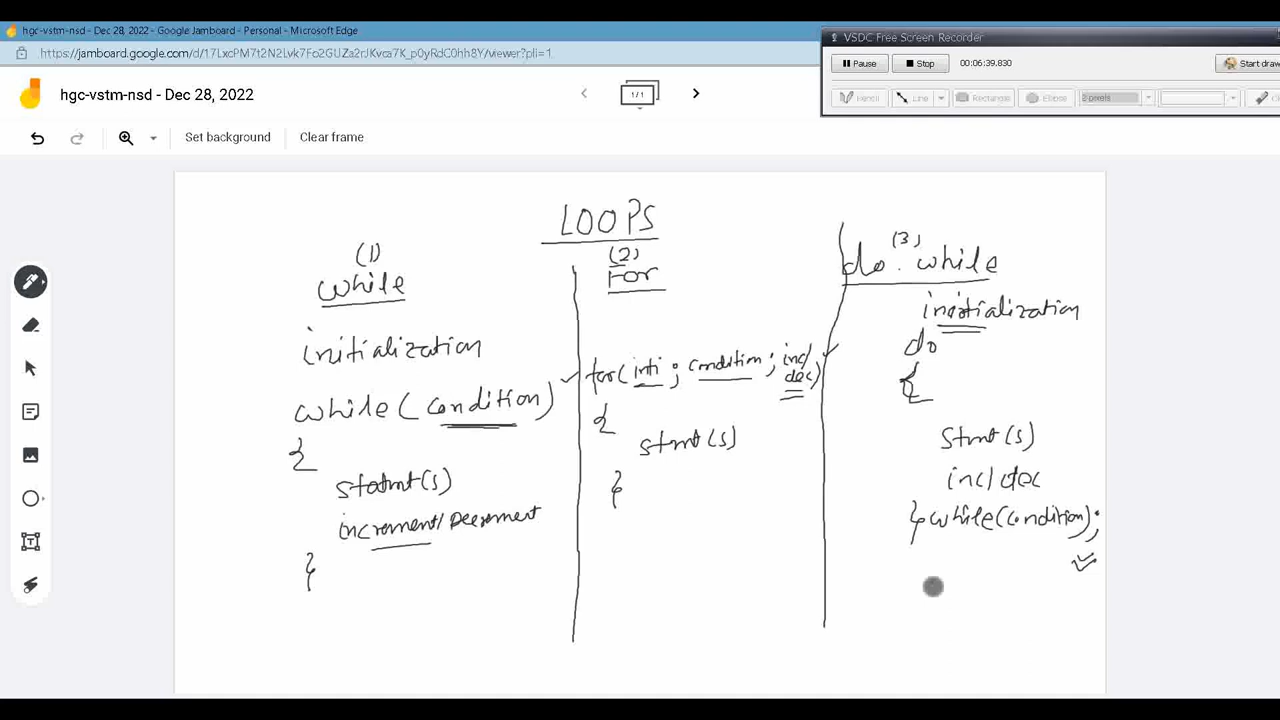 hgc-vstm-nsd - Dec 28, 2022 - Google Jamboard - Personal - Microsoft Edge
https://jamboard.google.com/d/17LxcPM7t2N2Lvk7Fo2GUZa2rJKvca7K_p0yRdC0hh8Y/viewer?pli=1
VSDC Free Screen Recorder
Pause
Stop
00:06:39.830
Start draw
Pencil
Line
Rectangle
Ellipse
2 pixels
hgc-vstm-nsd - Dec 28, 2022
1/1
Set background
Clear frame
LOOPS
(1)
while
initialization
while(condition)
{
statmt(s)
increment/Decrement
}
(2)
For
for(inti ; condition ; inc/
dec)
{
stmt(s)
}
(3)
do. while
initialization
do
{
Stmt(s)
inc/dec
}while(condition);